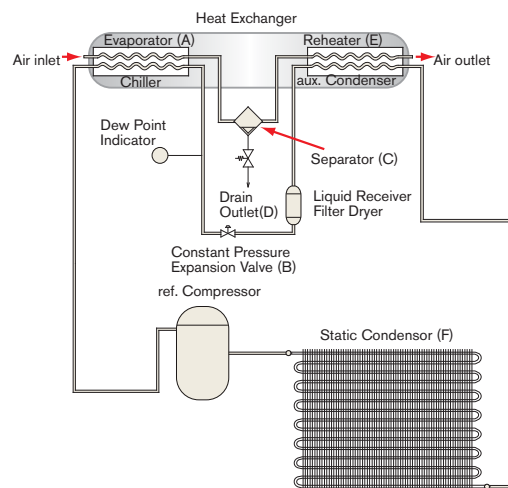 Heat Exchanger
Evaporator (A)
Reheater (E)
Air inlet
Air outlet
Chiller
aux. Condenser
Dew Point
Indicator
Separator (C)
Drain
Outlet(D)
Liquid Receiver
Filter Dryer
Constant Pressure
Expansion Valve (B)
ref. Compressor
Static Condensor (F)